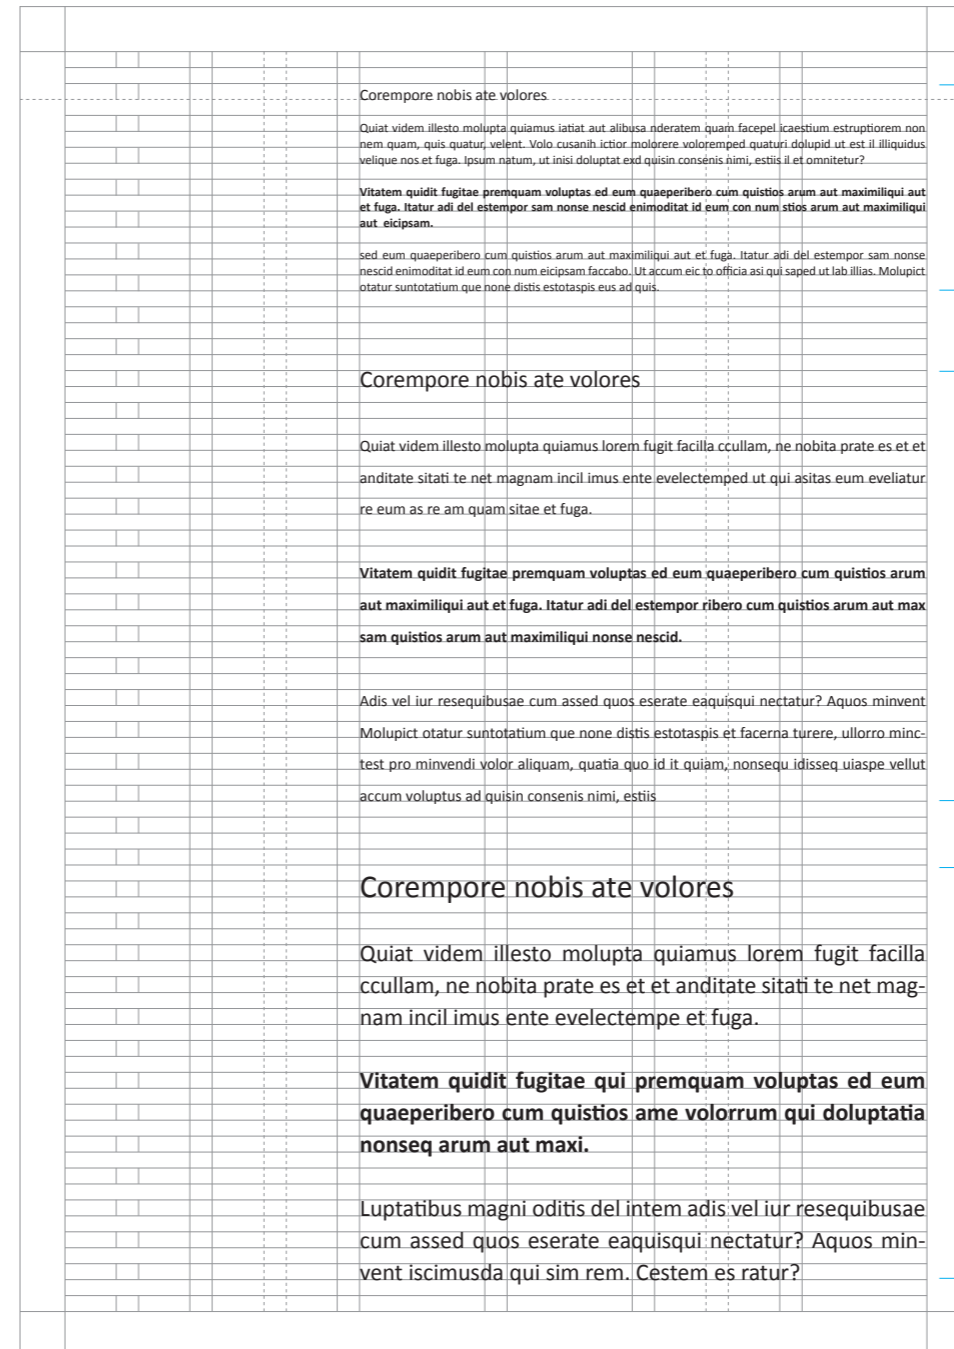 Corempore nobis ate volores
Quiat videm illesto molupta quiamus iatiat aut alibusa nderatem quam facepel icaestium estruptiorem non
nem quam, quis quatur, velent. Volo cusanih ictior molorere voloremped quaturi dolupid ut est il illiquidus
velique nos et fuga. Ipsum natum, ut inisi doluptat exd quisin consenis nimi, estiis il et omnitetur?
Vitatem quidit fugitae premquam voluptas ed eum quaeperibero cum quistios arum aut maximiliqui aut
et fuga. Itatur adi del estempor sam nonse nescid enimoditat id eum con num stios arum aut maximiliqui
aut eicipsam.
sed eum quaeperibero cum quistios arum aut maximiliqui aut et fuga. Itatur adi del estempor sam nonse
nescid enimoditat id eum con num eicipsam faccabo. Ut accum eic to officia asi qui saped ut lab illias. Molupict
otatur suntotatium que none distis estotaspis eus ad quis.
Corempore nobis ate volores
Quiat videm illesto molupta quiamus lorem fugit facilla ccullam, ne nobita prate es et et
anditate sitati te net magnam incil imus ente evelectemped ut qui asitas eum eveliatur
re eum as re am quam sitae et fuga.
Vitatem quidit fugitae premquam voluptas ed eum quaeperibero cum quistios arum
aut maximiliqui aut et fuga. Itatur adi del estempor ribero cum quistios arum aut max
sam quistios arum aut maximiliqui nonse nescid.
Adis vel iur resequibusae cum assed quos eserate eaquisqui nectatur? Aquos minvent
Molupict otatur suntotatium que none distis estotaspis et facerna turere, ullorro minc-
test pro minvendi volor aliquam, quatia quo id it quiam, nonsequ idisseq uiaspe vellut
accum voluptus ad quisin consenis nimi, estiis
Corempore nobis ate volores
Quiat videm illesto molupta quiamus lorem fugit facilla
ccullam, ne nobita prate es et et anditate sitati te net mag-
nam incil imus ente evelectempe et fuga.
Vitatem quidit fugitae qui premquam voluptas ed eum
quaeperibero cum quistios ame volorrum qui doluptatia
nonseq arum aut maxi.
Luptatibus magni oditis del intem adis vel iur resequibusae
cum assed quos eserate eaquisqui nectatur? Aquos min-
vent iscimusda qui sim rem. Cestem es ratur?